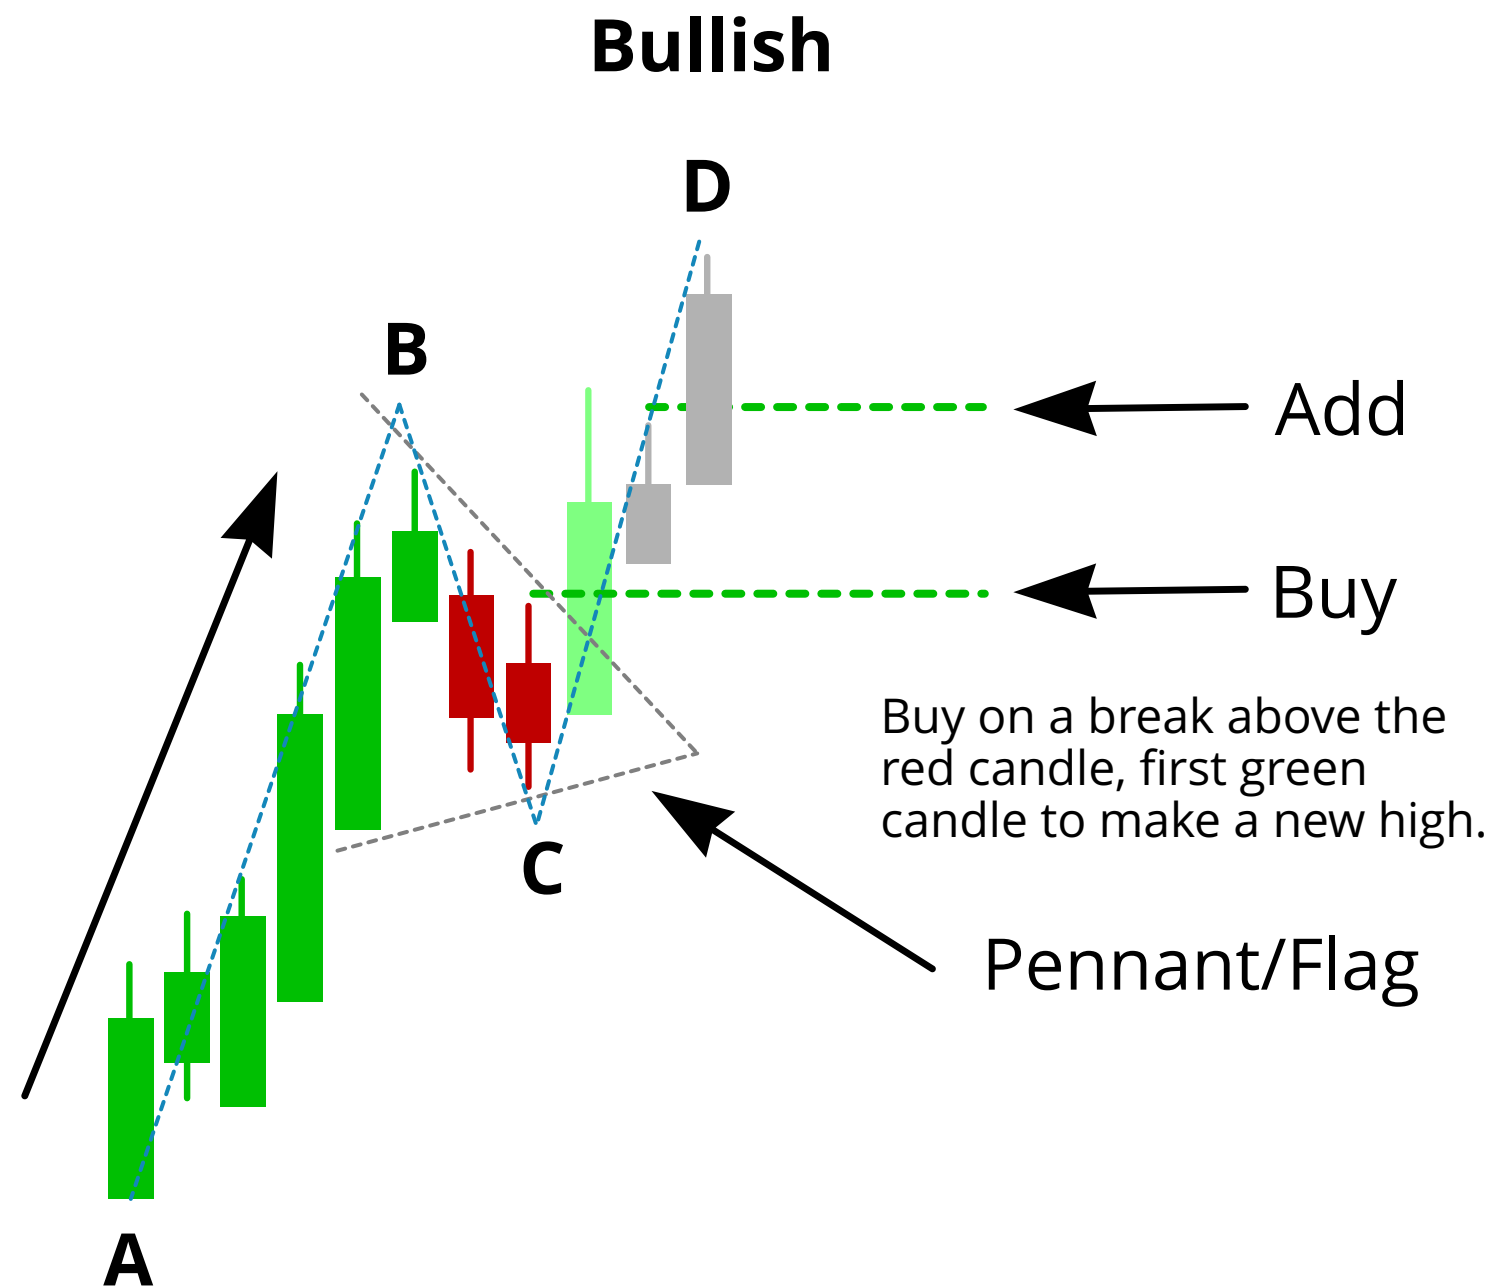 Bullish
D
B
Add
Buy
Buy on a break above the
red candle, first green
candle to make a new high.
C
Pennant/Flag
A